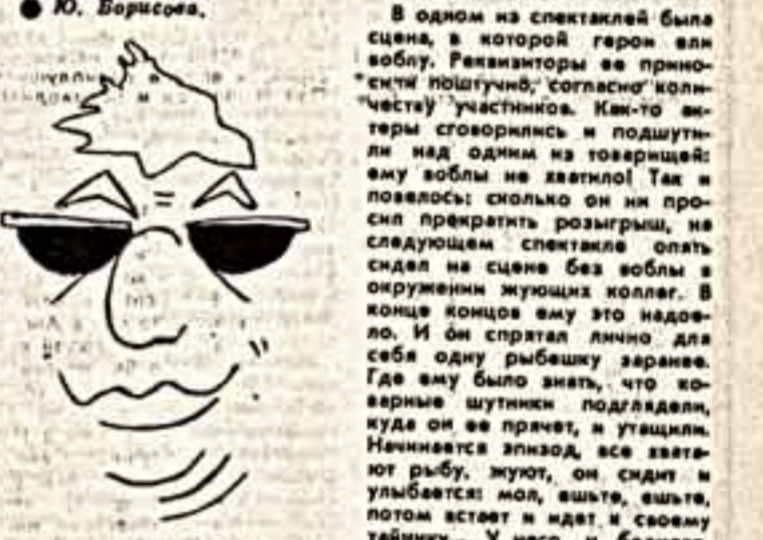 ● Ю. Борисова.
В одном из спектаклей была
сцена, в которой герои ели
воблу. Реквизиторы ее прино-
сили поштучно, согласно коли-
честву участников. Как-то ак-
теры сговорились и подшути-
ли над одним из товарищей:
ему воблы не хватило! Так и
повелось: сколько он ни про-
сил прекратить розыгрыш, на
следующем спектакле опять
сидел на сцене без воблы в
окружении жующих коллег. В
конце концов ему это надое-
ло. И он спрятал лично для
себя одну рыбешку заранее.
Где ему было знать, что ко-
варные шутники подглядели,
куда он ее прячет, и утащили.
Начинается эпизод, все хвата-
ют рыбу, жуют, он сидит и
улыбается: мол, ешьте, ешьте,
потом встает и идет к своему
тайнику... У него, и